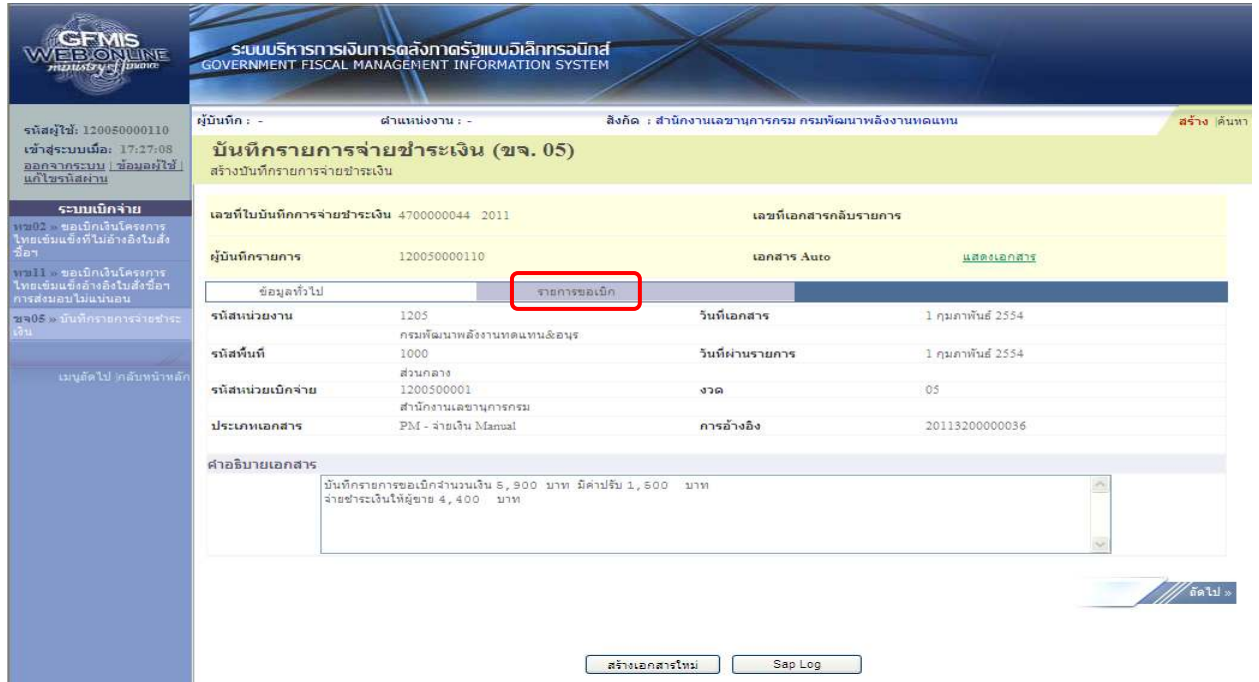 GFMIS
WEB ONLINE
ministry of finance
ระบบบริหารการเงินการคลังภาครัฐแบบอิเล็กทรอนิกส์
GOVERNMENT FISCAL MANAGEMENT INFORMATION SYSTEM
รหัสผู้ใช้: 120050000110
เข้าสู่ระบบเมื่อ: 17:27:08
ออกจากระบบ | ข้อมูลผู้ใช้ |
แก้ไขรหัสผ่าน
ผู้บันทึก : - ตำแหน่งงาน : - สังกัด : สำนักงานเลขานุการกรม กรมพัฒนาพลังงานทดแทน สร้าง |ค้นหา
บันทึกรายการจ่ายชำระเงิน (ขจ. 05)
สร้างบันทึกรายการจ่ายชำระเงิน
ระบบเบิกจ่าย
ทข02 » ขอเบิกเงินโครงการ
ไทยเข้มแข็งที่ไม่อ้างอิงใบสั่ง
ซื้อฯ
ทข11 » ขอเบิกเงินโครงการ
ไทยเข้มแข็งอ้างอิงใบสั่งซื้อฯ
การส่งมอบไม่แน่นอน
ขจ05 » บันทึกรายการจ่ายชำระ
เงิน
เมนูถัดไป |กลับหน้าหลัก
เลขที่ใบบันทึกการจ่ายชำระเงิน 4700000044 2011 เลขที่เอกสารกลับรายการ
ผู้บันทึกรายการ 120050000110 เอกสาร Auto แสดงเอกสาร
ข้อมูลทั่วไป รายการขอเบิก
รหัสหน่วยงาน 1205 วันที่เอกสาร 1 กุมภาพันธ์ 2554
กรมพัฒนาพลังงานทดแทน&อนุร
รหัสพื้นที่ 1000 วันที่ผ่านรายการ 1 กุมภาพันธ์ 2554
ส่วนกลาง
รหัสหน่วยเบิกจ่าย 1200500001 งวด 05
สำนักงานเลขานุการกรม
ประเภทเอกสาร PM - จ่ายเงิน Manual การอ้างอิง 20113200000036
คำอธิบายเอกสาร
บันทึกรายการขอเบิกจำนวนเงิน 5,900 บาท มีค่าปรับ 1,500 บาท
จ่ายชำระเงินให้ผู้ขาย 4,400 บาท
ถัดไป »
สร้างเอกสารใหม่ Sap Log